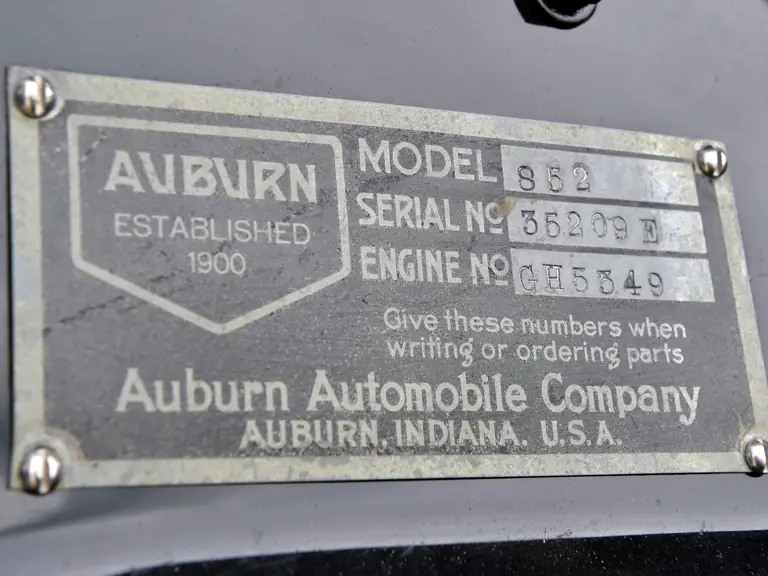 AUBURN
ESTABLISHED
1900
MODEL 852
SERIAL Nº 35209 E
ENGINE Nº GH5349
Give these numbers when
writing or ordering parts
Auburn Automobile Company
AUBURN, INDIANA. U.S.A.